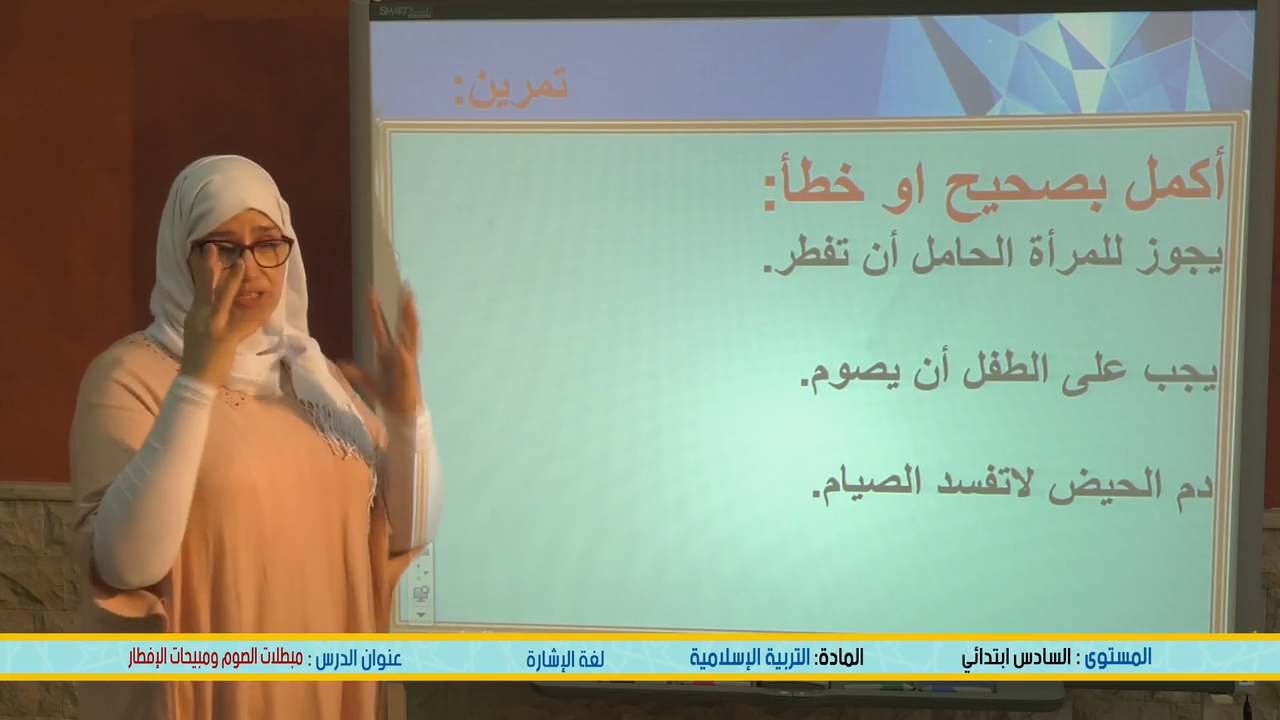 SMART
تمرين:
أكمل بصحيح او خطأ:
يجوز للمرأة الحامل أن تفطر.
يجب على الطفل أن يصوم.
دم الحيض لاتفسد الصيام.
المستوى : السادس ابتدائي المادة: التربية الإسلامية لغة الإشارة عنوان الدرس : مبطلات الصوم ومبيحات الإفطار